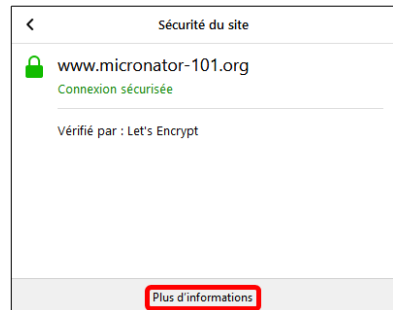 Sécurité du site
www.micronator-101.org
Connexion sécurisée
Vérifié par : Let's Encrypt
Plus d'informations